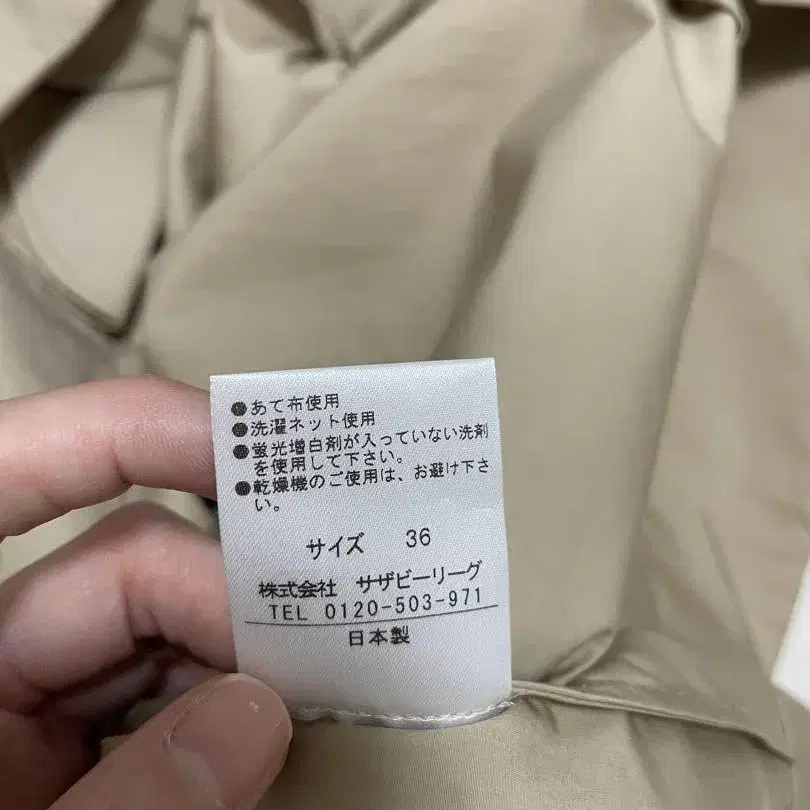 ●あて布使用
●洗濯ネット使用
●蛍光増白剤が入っていない洗剤
を使用して下さい。
●乾燥機のご使用は、お避け下さ
い。
サイズ 36
株式会社 サザビーリーグ
TEL 0120-503-971
日本製